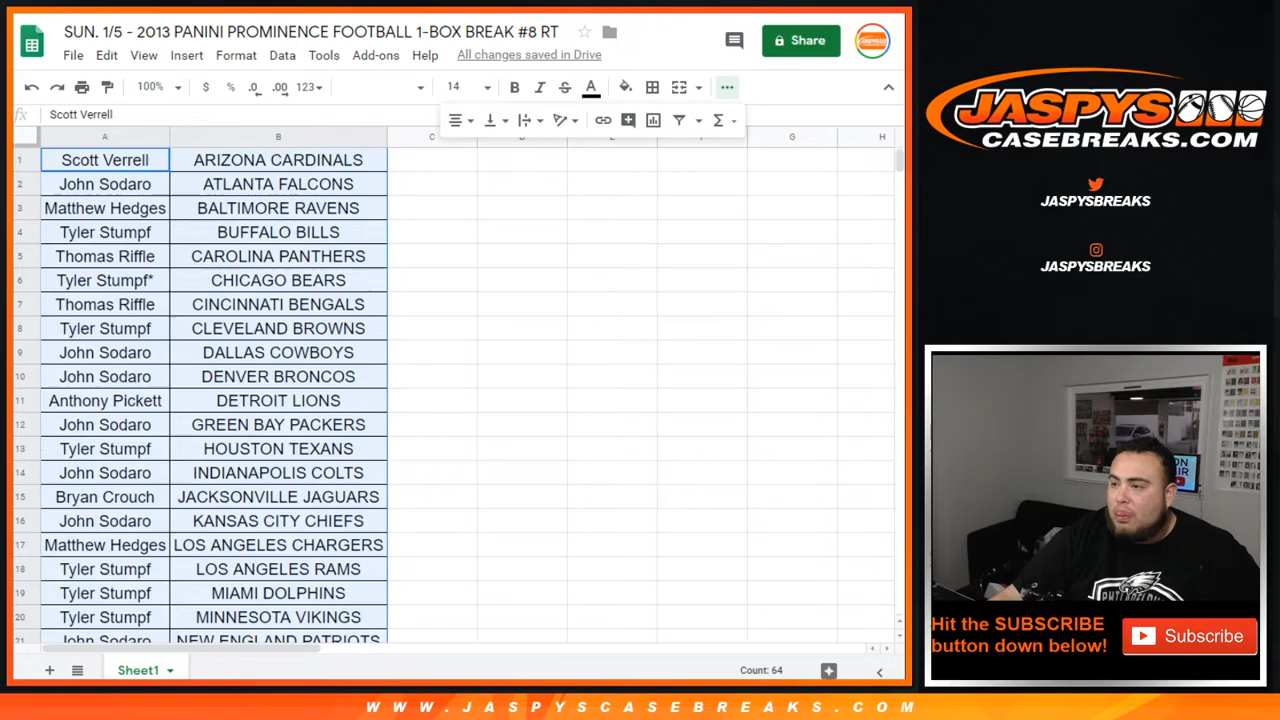 SUN. 1/5 - 2013 PANINI PROMINENCE FOOTBALL 1-BOX BREAK #8 RT
File Edit View Insert Format Data Tools Add-ons Help All changes saved in Drive
Share
100% $ % .0 .00 123 14 B I S A
fx Scott Verrell
A B C G H
1 Scott Verrell ARIZONA CARDINALS
2 John Sodaro ATLANTA FALCONS
3 Matthew Hedges BALTIMORE RAVENS
4 Tyler Stumpf BUFFALO BILLS
5 Thomas Riffle CAROLINA PANTHERS
6 Tyler Stumpf* CHICAGO BEARS
7 Thomas Riffle CINCINNATI BENGALS
8 Tyler Stumpf CLEVELAND BROWNS
9 John Sodaro DALLAS COWBOYS
10 John Sodaro DENVER BRONCOS
11 Anthony Pickett DETROIT LIONS
12 John Sodaro GREEN BAY PACKERS
13 Tyler Stumpf HOUSTON TEXANS
14 John Sodaro INDIANAPOLIS COLTS
15 Bryan Crouch JACKSONVILLE JAGUARS
16 John Sodaro KANSAS CITY CHIEFS
17 Matthew Hedges LOS ANGELES CHARGERS
18 Tyler Stumpf LOS ANGELES RAMS
19 Tyler Stumpf MIAMI DOLPHINS
20 Tyler Stumpf MINNESOTA VIKINGS
21 John Sodaro NEW ENGLAND PATRIOTS
Sheet1
Count: 64
JASPYS
CASEBREAKS.COM
JASPYSBREAKS
JASPYSBREAKS
Hit the SUBSCRIBE
button down below!
Subscribe
WWW.JASPYSCASEBREAKS.COM